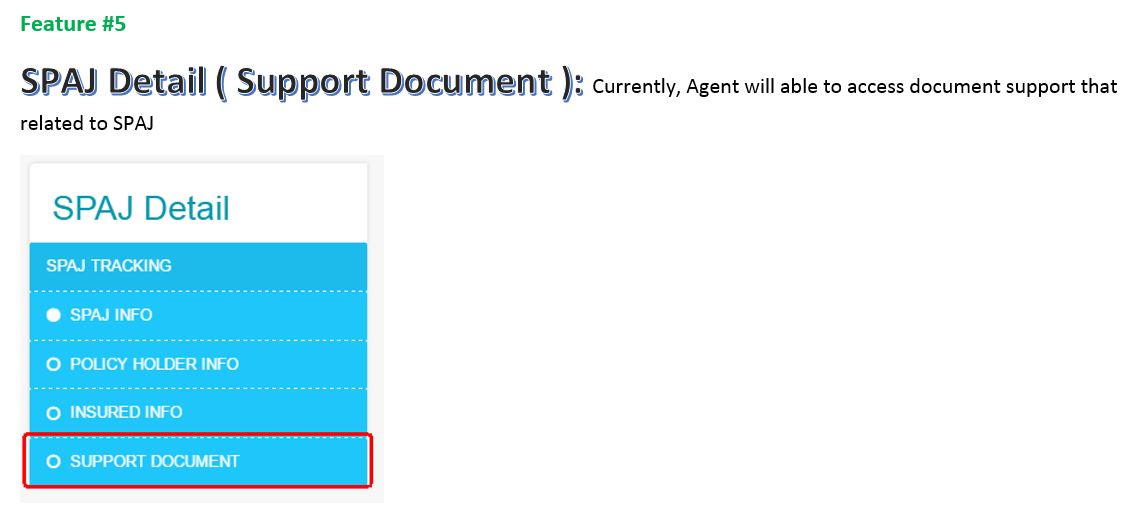 Feature #5
SPAJ Detail ( Support Document ): Currently, Agent will able to access document support that
related to SPAJ
SPAJ Detail
SPAJ TRACKING
SPAJ INFO
POLICY HOLDER INFO
INSURED INFO
SUPPORT DOCUMENT